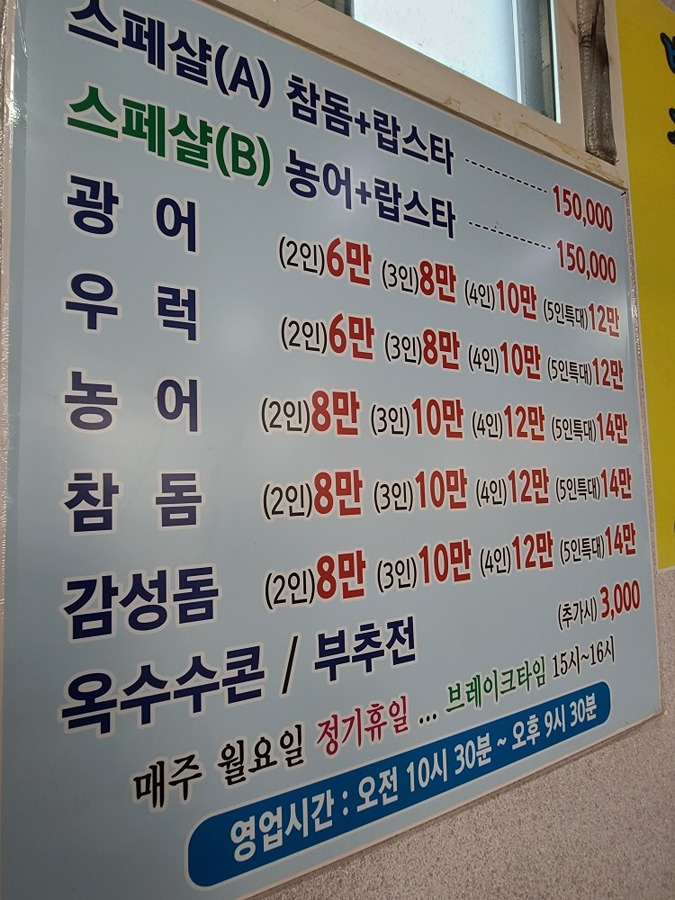 스페샬(A) 참돔+랍스타 ---------- 150,000
스페샬(B) 농어+랍스타 ---------- 150,000
광 어 (2인)6만 (3인)8만 (4인)10만 (5인특대)12만
우 럭 (2인)6만 (3인)8만 (4인)10만 (5인특대)12만
농 어 (2인)8만 (3인)10만 (4인)12만 (5인특대)14만
참 돔 (2인)8만 (3인)10만 (4인)12만 (5인특대)14만
감성돔 (2인)8만 (3인)10만 (4인)12만 (5인특대)14만
옥수수콘 / 부추전 (추가시) 3,000
매주 월요일 정기휴일 ... 브레이크타임 15시~16시
영업시간 : 오전 10시 30분 ~ 오후 9시 30분